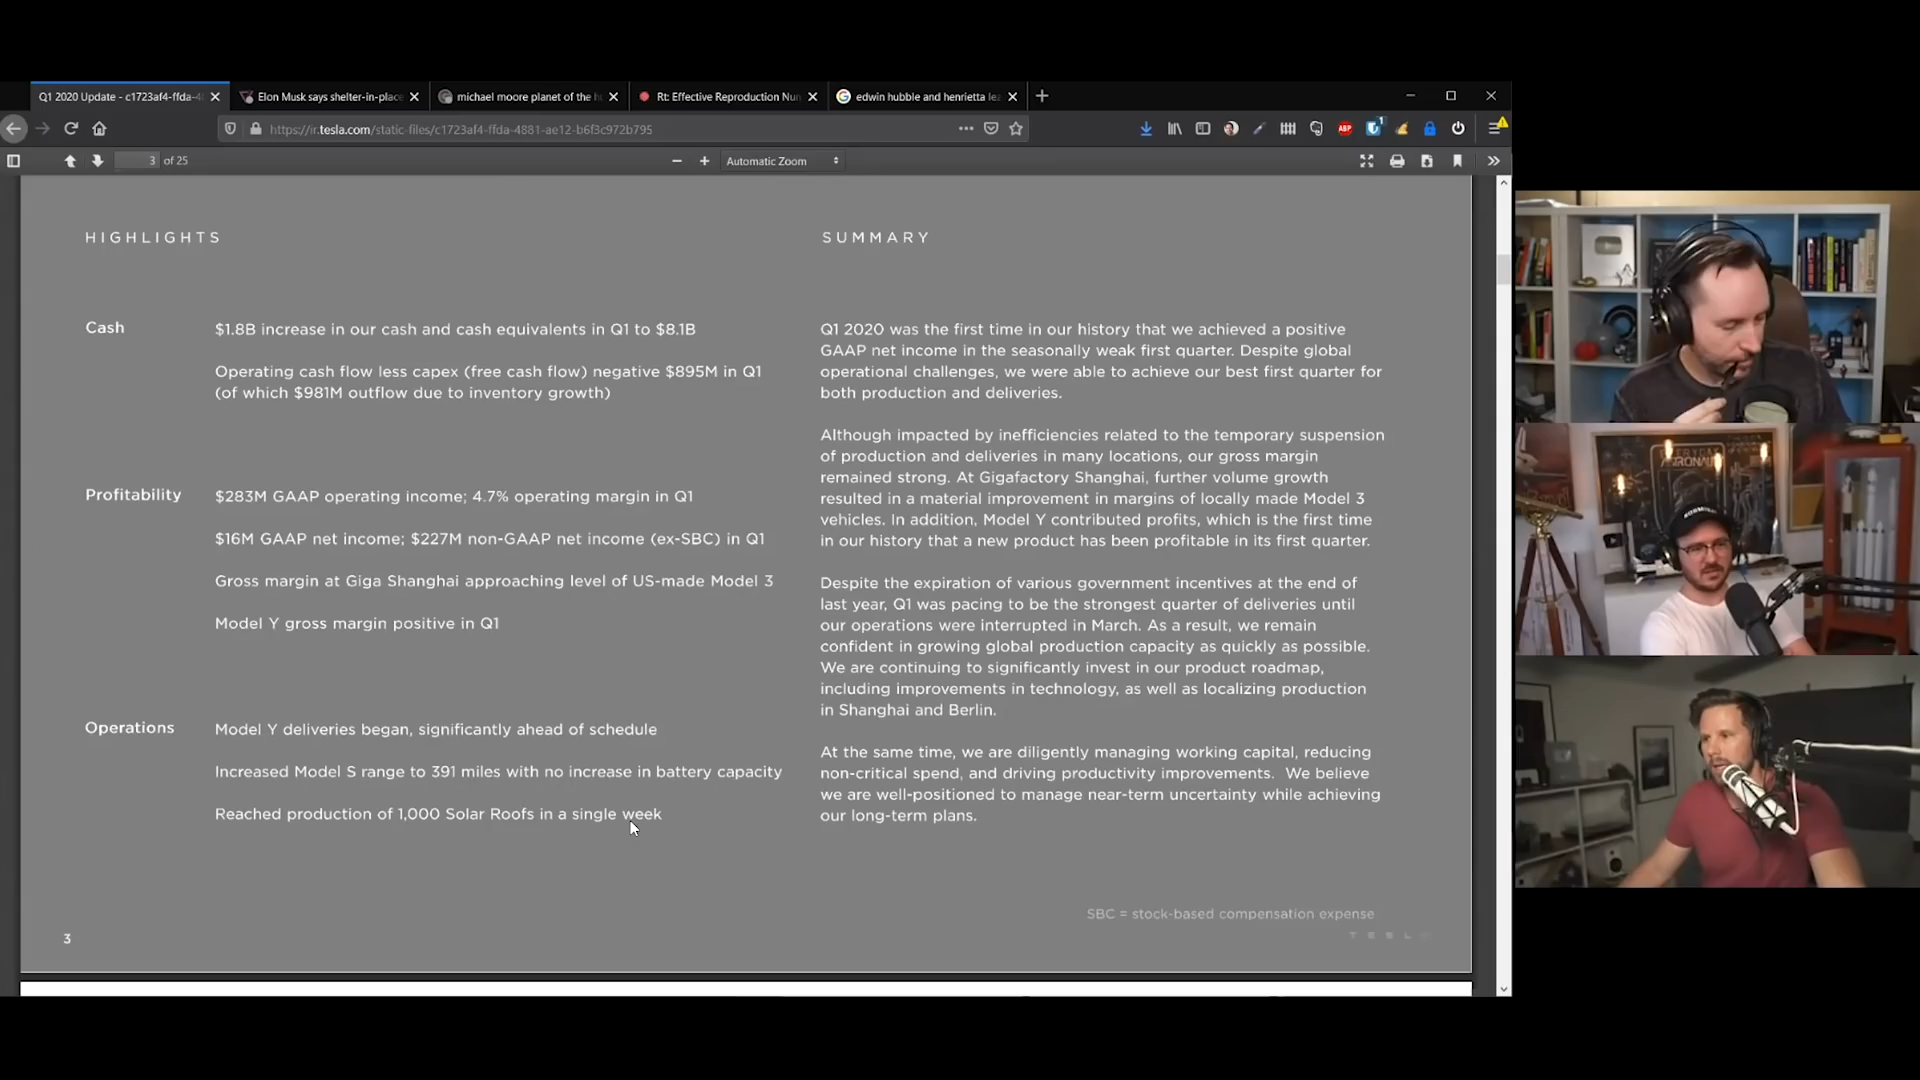 Q1 2020 Update - c1723af4-ffda-4
Elon Musk says shelter-in-place
michael moore planet of the h
Rt: Effective Reproduction Nu
edwin hubble and henrietta le
https://ir.tesla.com/static-files/c1723af4-ffda-4881-ae12-b6f3c972b795
ABP
1
3 of 25
Automatic Zoom
HIGHLIGHTS
Cash
$1.8B increase in our cash and cash equivalents in Q1 to $8.1B
Operating cash flow less capex (free cash flow) negative $895M in Q1
(of which $981M outflow due to inventory growth)
Profitability
$283M GAAP operating income; 4.7% operating margin in Q1
$16M GAAP net income; $227M non-GAAP net income (ex-SBC) in Q1
Gross margin at Giga Shanghai approaching level of US-made Model 3
Model Y gross margin positive in Q1
Operations
Model Y deliveries began, significantly ahead of schedule
Increased Model S range to 391 miles with no increase in battery capacity
Reached production of 1,000 Solar Roofs in a single week
SUMMARY
Q1 2020 was the first time in our history that we achieved a positive
GAAP net income in the seasonally weak first quarter. Despite global
operational challenges, we were able to achieve our best first quarter for
both production and deliveries.
Although impacted by inefficiencies related to the temporary suspension
of production and deliveries in many locations, our gross margin
remained strong. At Gigafactory Shanghai, further volume growth
resulted in a material improvement in margins of locally made Model 3
vehicles. In addition, Model Y contributed profits, which is the first time
in our history that a new product has been profitable in its first quarter.
Despite the expiration of various government incentives at the end of
last year, Q1 was pacing to be the strongest quarter of deliveries until
our operations were interrupted in March. As a result, we remain
confident in growing global production capacity as quickly as possible.
We are continuing to significantly invest in our product roadmap,
including improvements in technology, as well as localizing production
in Shanghai and Berlin.
At the same time, we are diligently managing working capital, reducing
non-critical spend, and driving productivity improvements. We believe
we are well-positioned to manage near-term uncertainty while achieving
our long-term plans.
SBC = stock-based compensation expense
TESL
3